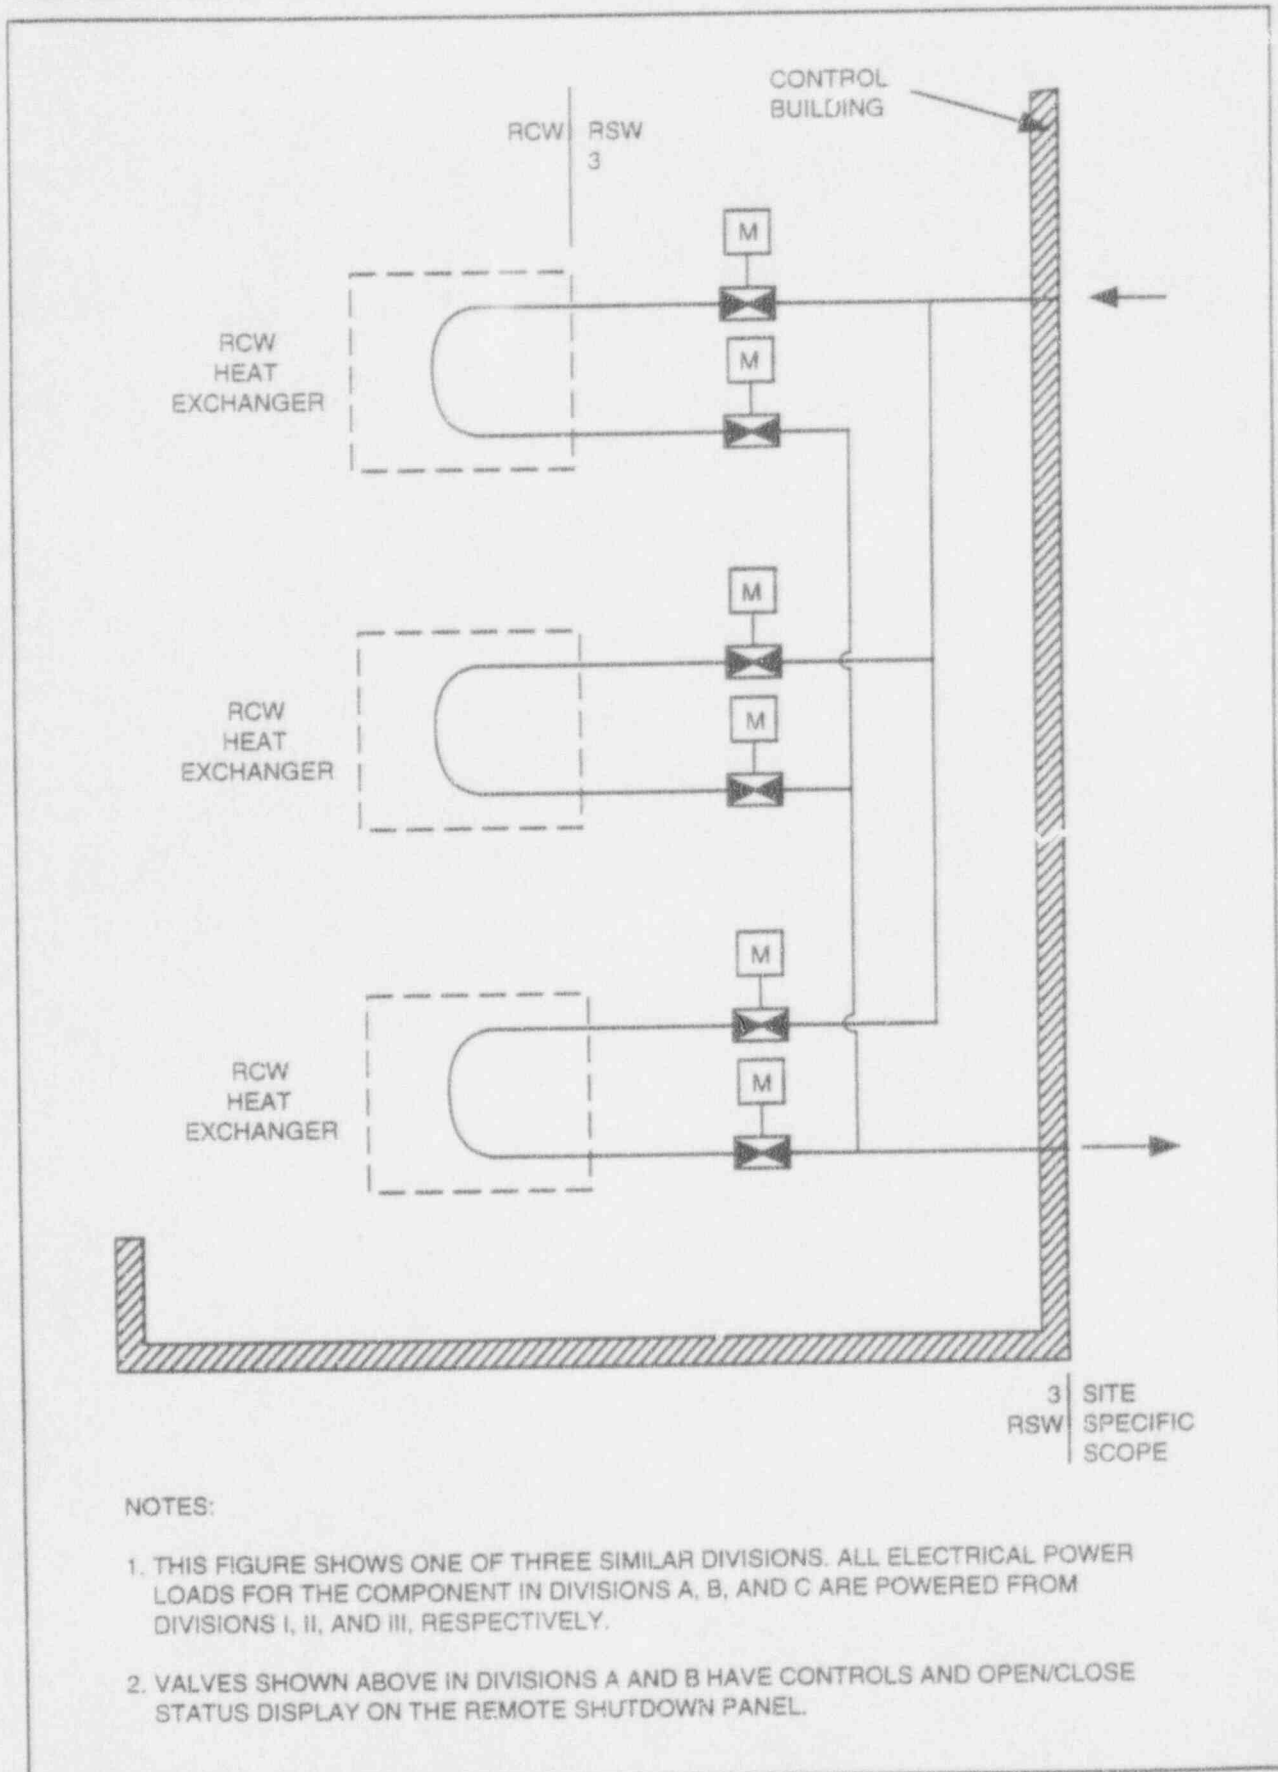 CONTROL
BUILDING
RCW RSW
3
M
M
RCW
HEAT
EXCHANGER
M
M
RCW
HEAT
EXCHANGER
M
M
RCW
HEAT
EXCHANGER
3 SITE
RSW SPECIFIC
SCOPE
NOTES:
1. THIS FIGURE SHOWS ONE OF THREE SIMILAR DIVISIONS. ALL ELECTRICAL POWER
LOADS FOR THE COMPONENT IN DIVISIONS A, B, AND C ARE POWERED FROM
DIVISIONS I, II, AND III, RESPECTIVELY.
2. VALVES SHOWN ABOVE IN DIVISIONS A AND B HAVE CONTROLS AND OPEN/CLOSE
STATUS DISPLAY ON THE REMOTE SHUTDOWN PANEL.